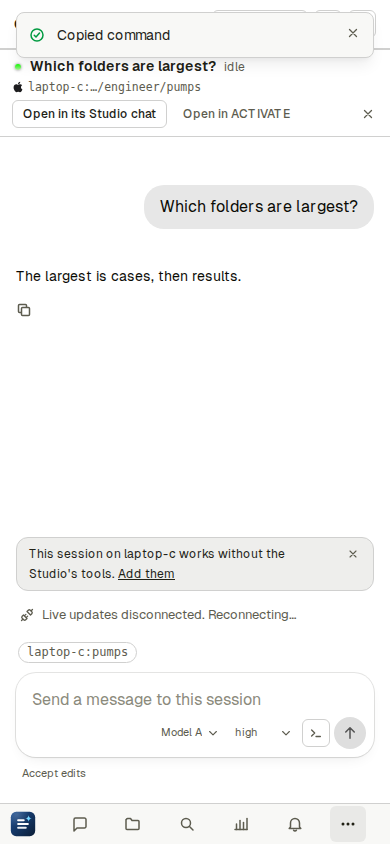 Copied command
Which folders are largest? idle
laptop-c:…/engineer/pumps
Open in its Studio chat Open in ACTIVATE
Which folders are largest?
The largest is cases, then results.
This session on laptop-c works without the
Studio's tools. Add them
Live updates disconnected. Reconnecting…
laptop-c:pumps
Send a message to this session
Model A high
Accept edits